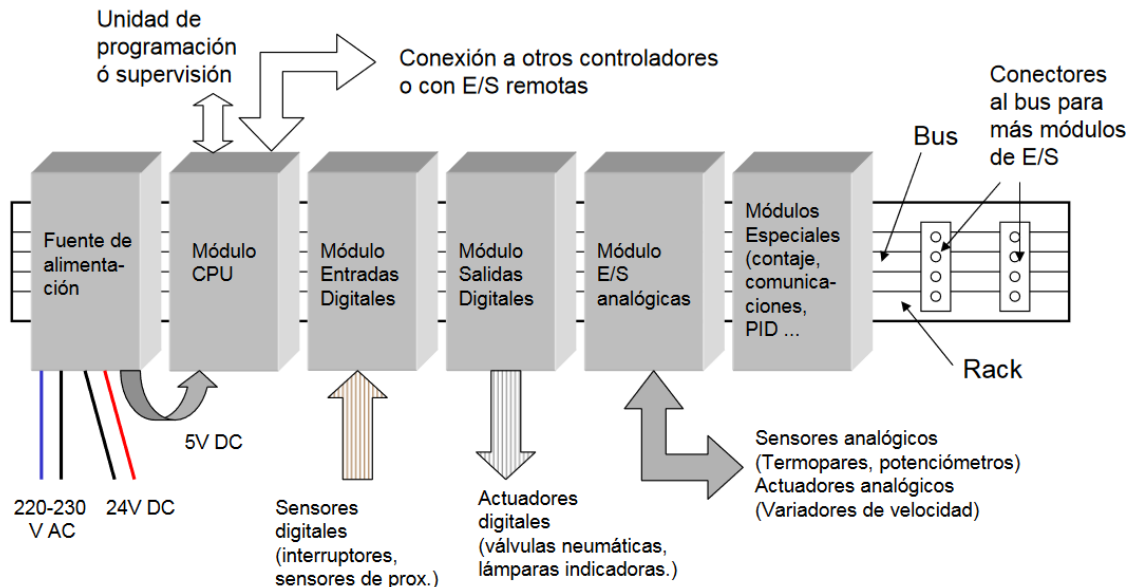 Unidad de
programación
ó supervisión
Conexión a otros controladores
o con E/S remotas
Conectores
al bus para
más módulos
de E/S
Bus
Fuente de
alimenta-
ción
Módulo
CPU
Módulo
Entradas
Digitales
Módulo
Salidas
Digitales
Módulo
E/S
analógicas
Módulos
Especiales
(contaje,
comunica-
ciones,
PID ...
Rack
5V DC
220-230
V AC
24V DC
Sensores
digitales
(interruptores,
sensores de prox.)
Actuadores
digitales
(válvulas neumáticas,
lámparas indicadoras.)
Sensores analógicos
(Termopares, potenciómetros)
Actuadores analógicos
(Variadores de velocidad)